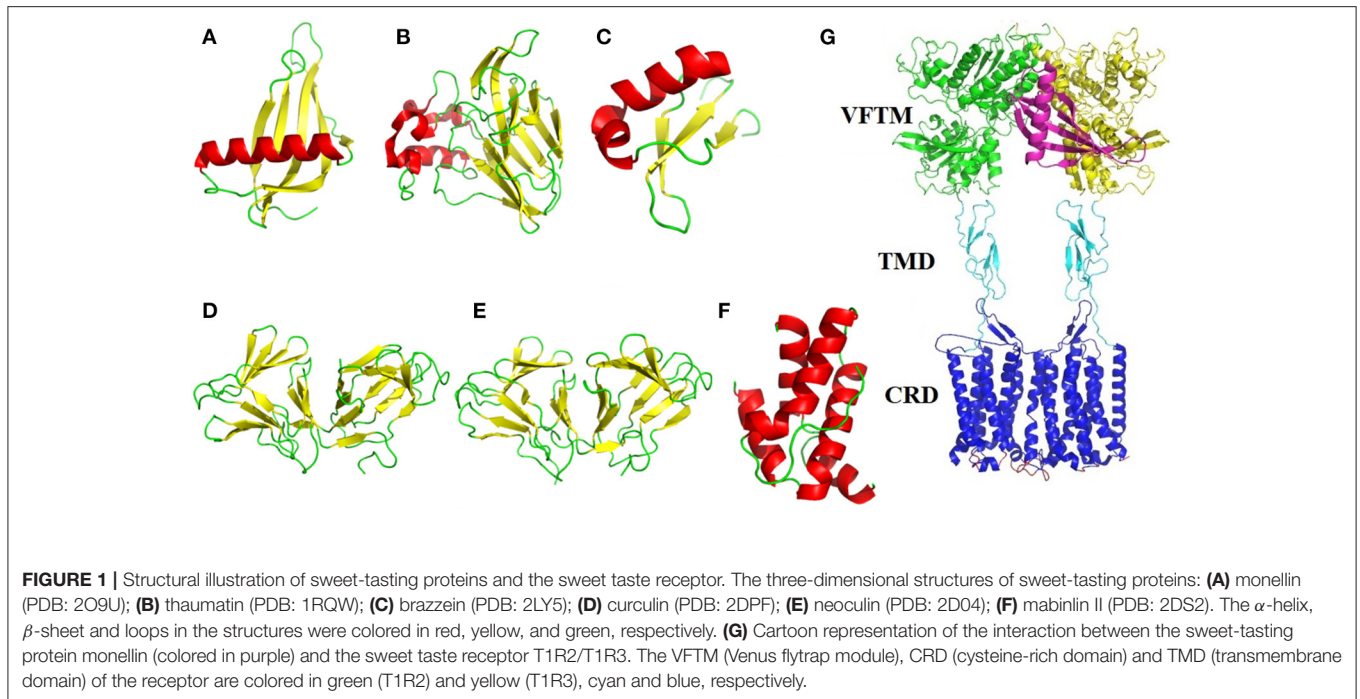 A
B
C
G
VFTM
TMD
D
E
F
CRD
FIGURE 1 | Structural illustration of sweet-tasting proteins and the sweet taste receptor. The three-dimensional structures of sweet-tasting proteins: (A) monellin
(PDB: 2O9U); (B) thaumatin (PDB: 1RQW); (C) brazzein (PDB: 2LY5); (D) curculin (PDB: 2DPF); (E) neoculin (PDB: 2D04); (F) mabinlin II (PDB: 2DS2). The α-helix,
β-sheet and loops in the structures were colored in red, yellow, and green, respectively. (G) Cartoon representation of the interaction between the sweet-tasting
protein monellin (colored in purple) and the sweet taste receptor T1R2/T1R3. The VFTM (Venus flytrap module), CRD (cysteine-rich domain) and TMD (transmembrane
domain) of the receptor are colored in green (T1R2) and yellow (T1R3), cyan and blue, respectively.